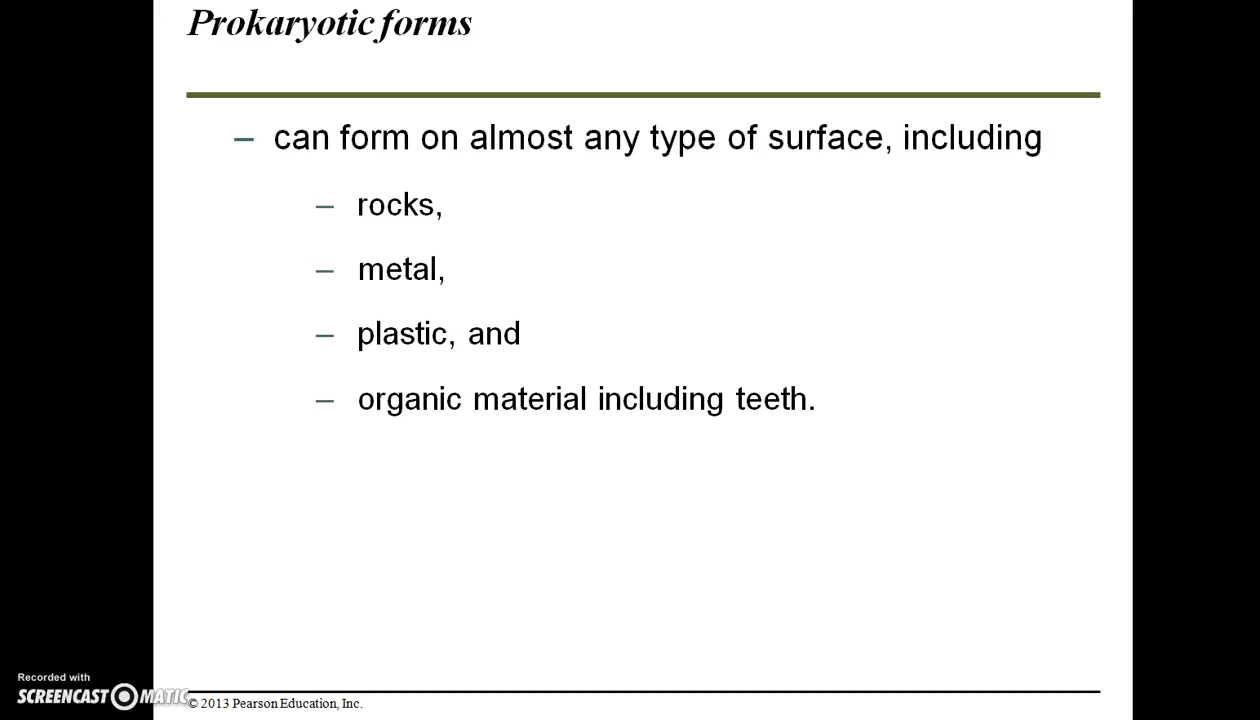 Prokaryotic forms
– can form on almost any type of surface, including
– rocks,
– metal,
– plastic, and
– organic material including teeth.
Recorded with
SCREENCAST MATIC
© 2013 Pearson Education, Inc.